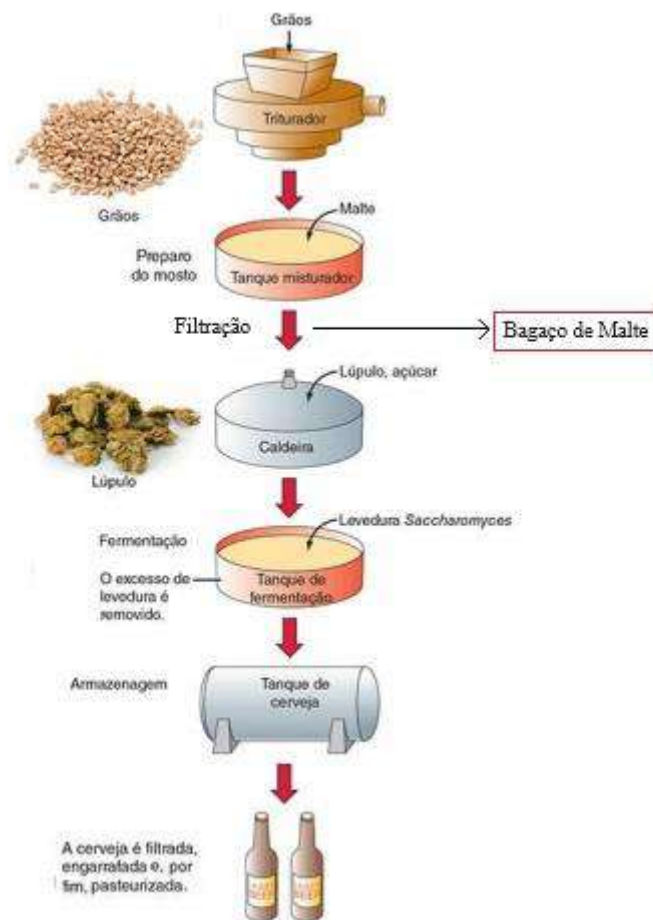 Grãos
Triturador
Grãos
Malte
Preparo
do mosto
Tanque misturador
Filtração
Bagaço de Malte
Lúpulo, açúcar
Caldeira
Lúpulo
Levedura Saccharomyces
Fermentação
O excesso de
levedura é
removido.
Tanque de
fermentação
Armazenagem
Tanque de
cerveja
A cerveja é filtrada,
engarrafada e, por
fim, pasteurizada.